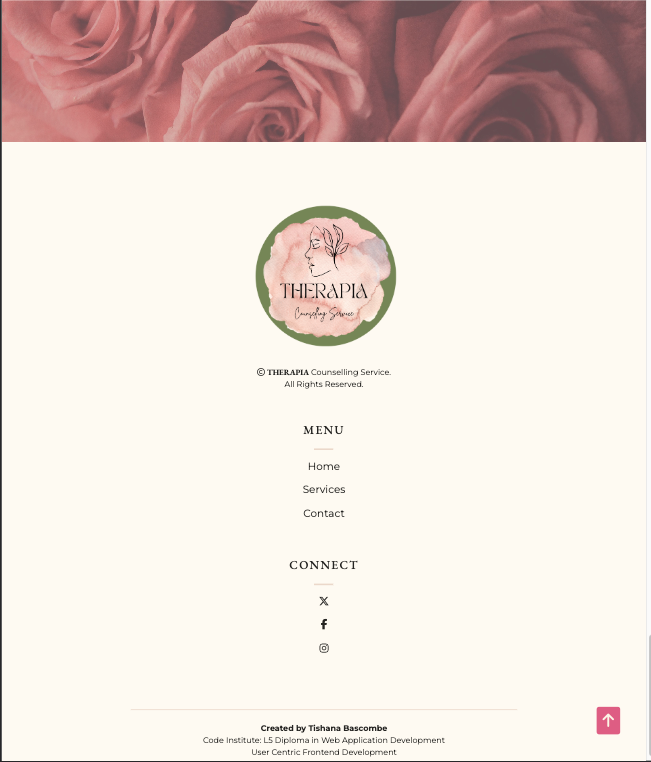 THERAPIA
Counseling Service
© THERAPIA Counselling Service.
All Rights Reserved.
MENU
Home
Services
Contact
CONNECT
Created by Tishana Bascombe
Code Institute: L5 Diploma in Web Application Development
User Centric Frontend Development